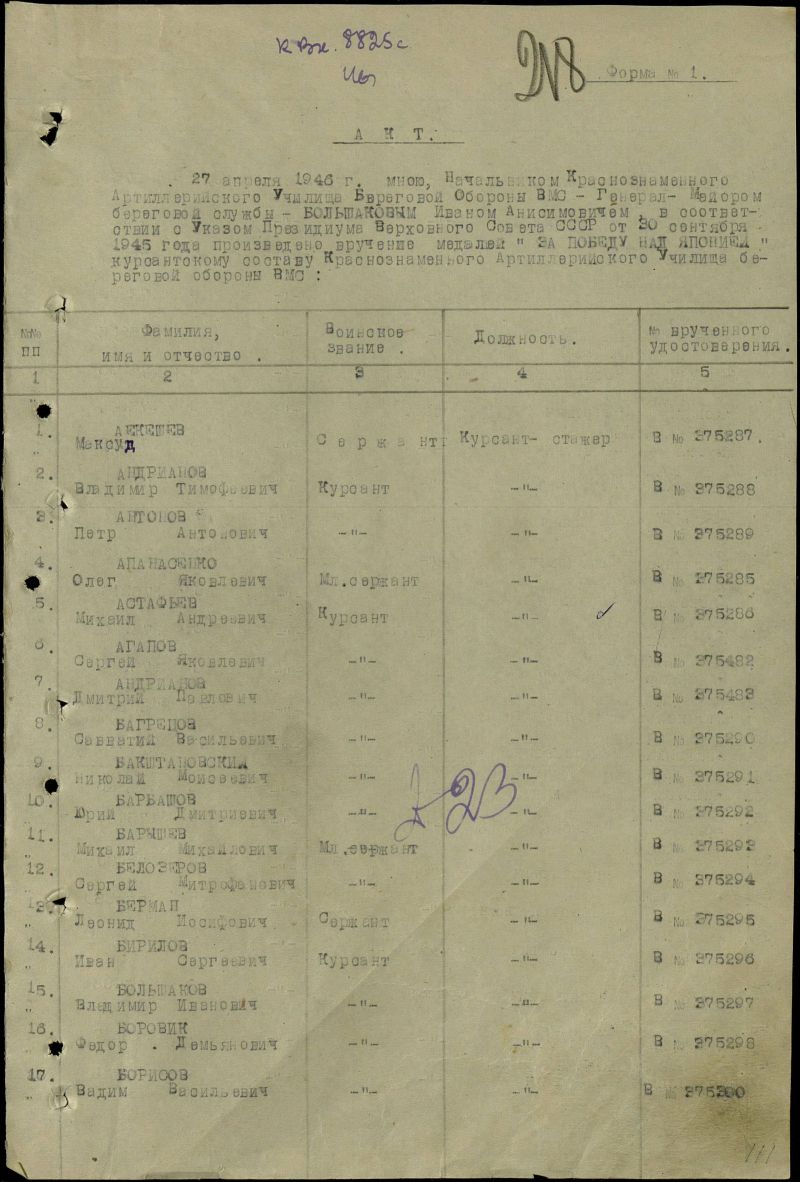 к Вх. 8825с
Форма № 1.
А К Т.
27 апреля 1946 г. мною, Начальником Краснознаменного
Артиллерийского Училища Береговой Обороны ВМС - Генерал- Майором
береговой службы - БОЛЬШАКОВЫМ Иваном Анисимовичем, в соответ-
ствии с Указом Президиума Верховного Совета СССР от 30 сентября
1945 года произведено вручение медалей " ЗА ПОБЕДУ НАД ЯПОНИЕЙ "
курсантскому составу Краснознаменного Артиллерийского Училища бе-
реговой обороны ВМС :
№№ ПП Фамилия, имя и отчество . Воинское звание . Должность. № врученного удостоверения.
1 2 3 4 5
1. АЕКЕШЕВ
Максуд Сержант Курсант- стажер В № 375287.
2. АНДРИАНОВ
Владимир Тимофеевич Курсант -"- В № 375288
3. АНТОНОВ
Петр Антонович -"- -"- В № 375289
4. АПАНАСЕНКО
Олег Яковлевич Мл.сержант -"- В № 375285
5. АСТАФЬЕВ
Михаил Андреевич Курсант -"- В № 375286
6. АГАПОВ
Сергей Яковлевич -"- -"- В № 375482
7. АНДРИАНОВ
Дмитрий Павлович -"- -"- В № 375483
8. БАГРЕЦОВ
Савватий Васильевич -"- -"- В № 375290
9. БАКШТАНОВСКИЙ
Николай Моисеевич -"- -"- В № 375291
10. БАРБАШОВ
Юрий Дмитриевич -"- -"- В № 375292
11. БАРЫШЕВ
Михаил Михайлович Мл.сержант -"- В № 375293
12. БЕЛОЗЕРОВ
Сергей Митрофанович -"- -"- В № 375294
13. БЕРМАН
Леонид Иосифович Сержант -"- В № 375295
14. БИРИЛОВ
Иван Сергеевич Курсант -"- В № 375296
15. БОЛЬШАКОВ
Владимир Иванович -"- -"- В № 375297
16. БОРОВИК
Федор . Демьянович -"- -"- В № 375298
17. БОРИСОВ
Вадим Васильевич -"- -"- В № 375300